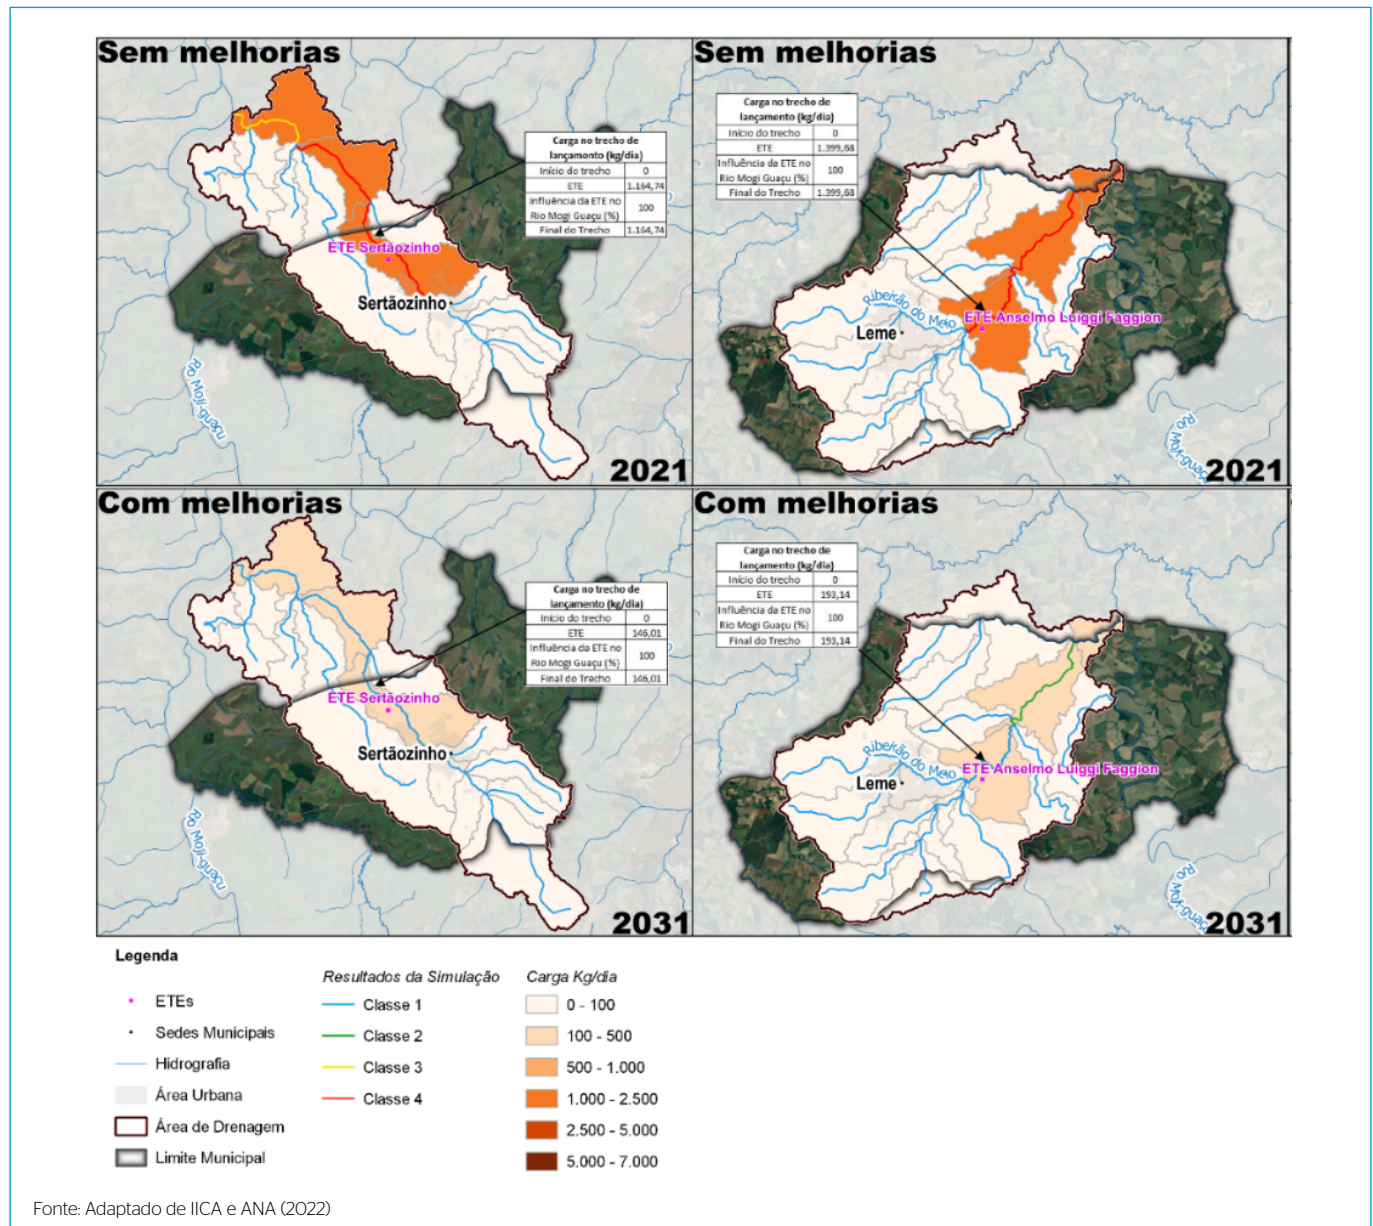 Sem melhorias
Carga no trecho de
lançamento (kg/dia)
Início do trecho 0
ETE 1.164,74
Influência da ETE no
Rio Mogi Guaçu (%) 100
Final do Trecho 1.164,74
ETE Sertãozinho
Sertãozinho
Rio Moji-guaçu
2021
Sem melhorias
Carga no trecho de
lançamento (kg/dia)
Início do trecho 0
ETE 1.399,68
Influência da ETE no
Rio Mogi Guaçu (%) 100
Final do Trecho 1.399,68
Ribeirão do Meio
ETE Anselmo Luiggi Faggion
Leme
Rio Moji-guaçu
2021
Com melhorias
Carga no trecho de
lançamento (kg/dia)
Início do trecho 0
ETE 146,01
Influência da ETE no
Rio Mogi Guaçu (%) 100
Final do Trecho 146,01
ETE Sertãozinho
Sertãozinho
Rio Moji-guaçu
2031
Com melhorias
Carga no trecho de
lançamento (kg/dia)
Início do trecho 0
ETE 193,14
Influência da ETE no
Rio Mogi Guaçu (%) 100
Final do Trecho 193,14
Ribeirão do Meio
ETE Anselmo Luiggi Faggion
Leme
Rio Moji-guaçu
2031
Legenda
ETEs
Sedes Municipais
Hidrografia
Área Urbana
Área de Drenagem
Limite Municipal
Resultados da Simulação
Classe 1
Classe 2
Classe 3
Classe 4
Carga Kg/dia
0 - 100
100 - 500
500 - 1.000
1.000 - 2.500
2.500 - 5.000
5.000 - 7.000
Fonte: Adaptado de IICA e ANA (2022)